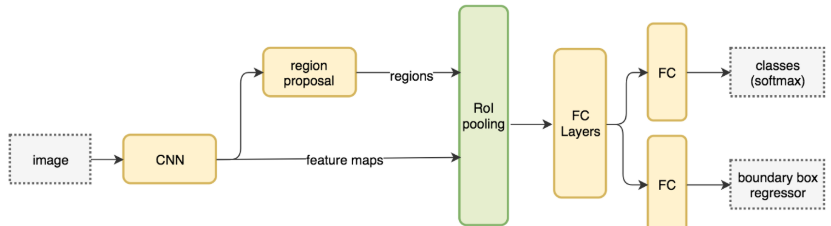 image
CNN
region
proposal
regions
feature maps
RoI
pooling
FC
Layers
FC
classes
(softmax)
FC
boundary box
regressor